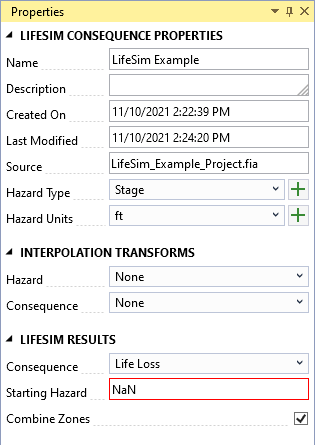 Properties
LIFESIM CONSEQUENCE PROPERTIES
Name LifeSim Example
Description
Created On 11/10/2021 2:22:39 PM
Last Modified 11/10/2021 2:24:20 PM
Source LifeSim_Example_Project.fia
Hazard Type Stage
Hazard Units ft
INTERPOLATION TRANSFORMS
Hazard None
Consequence None
LIFESIM RESULTS
Consequence Life Loss
Starting Hazard NaN
Combine Zones